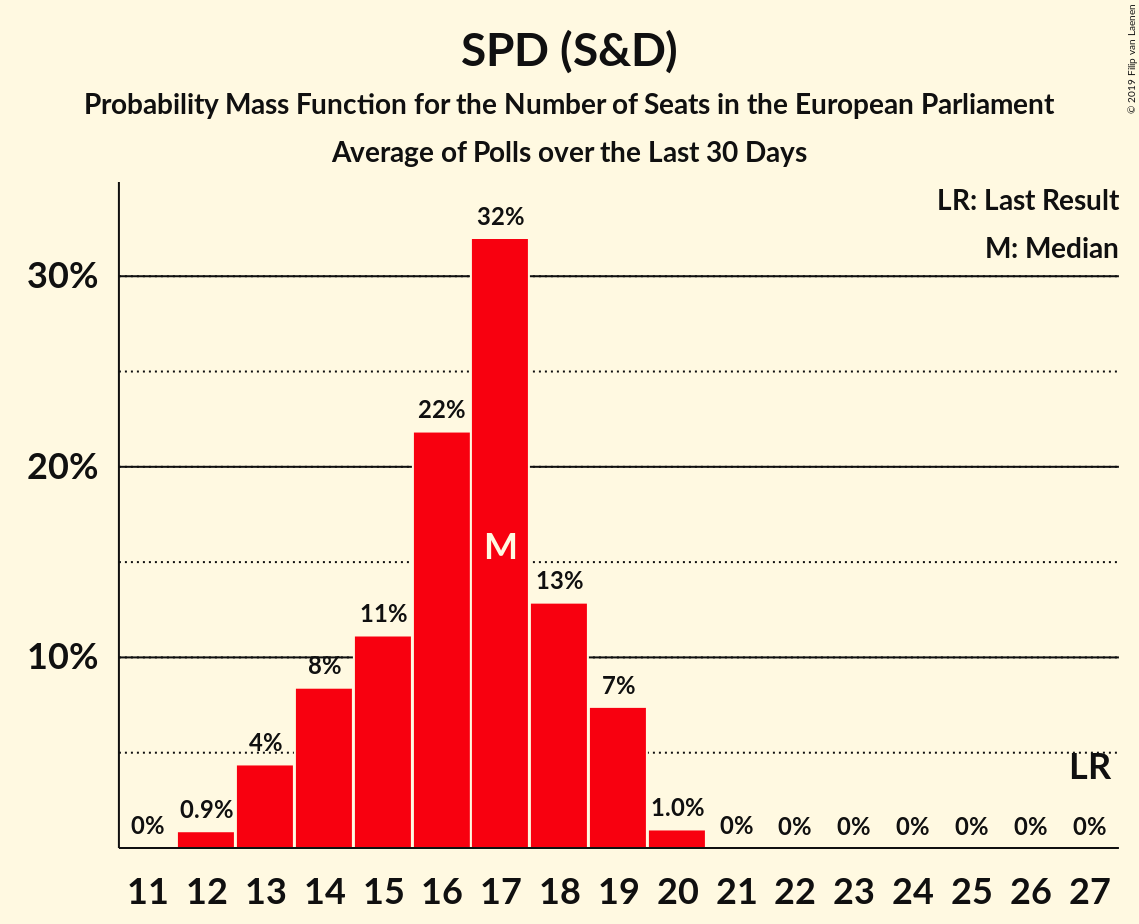 SPD (S&D)
Probability Mass Function for the Number of Seats in the European Parliament
Average of Polls over the Last 30 Days
© 2019 Filip van Laenen
LR: Last Result
M: Median
30%
20%
10%
0% 0.9% 4% 8% 11% 22% 32% 13% 7% 1.0% 0% 0% 0% 0% 0% 0% 0%
M
LR
11 12 13 14 15 16 17 18 19 20 21 22 23 24 25 26 27